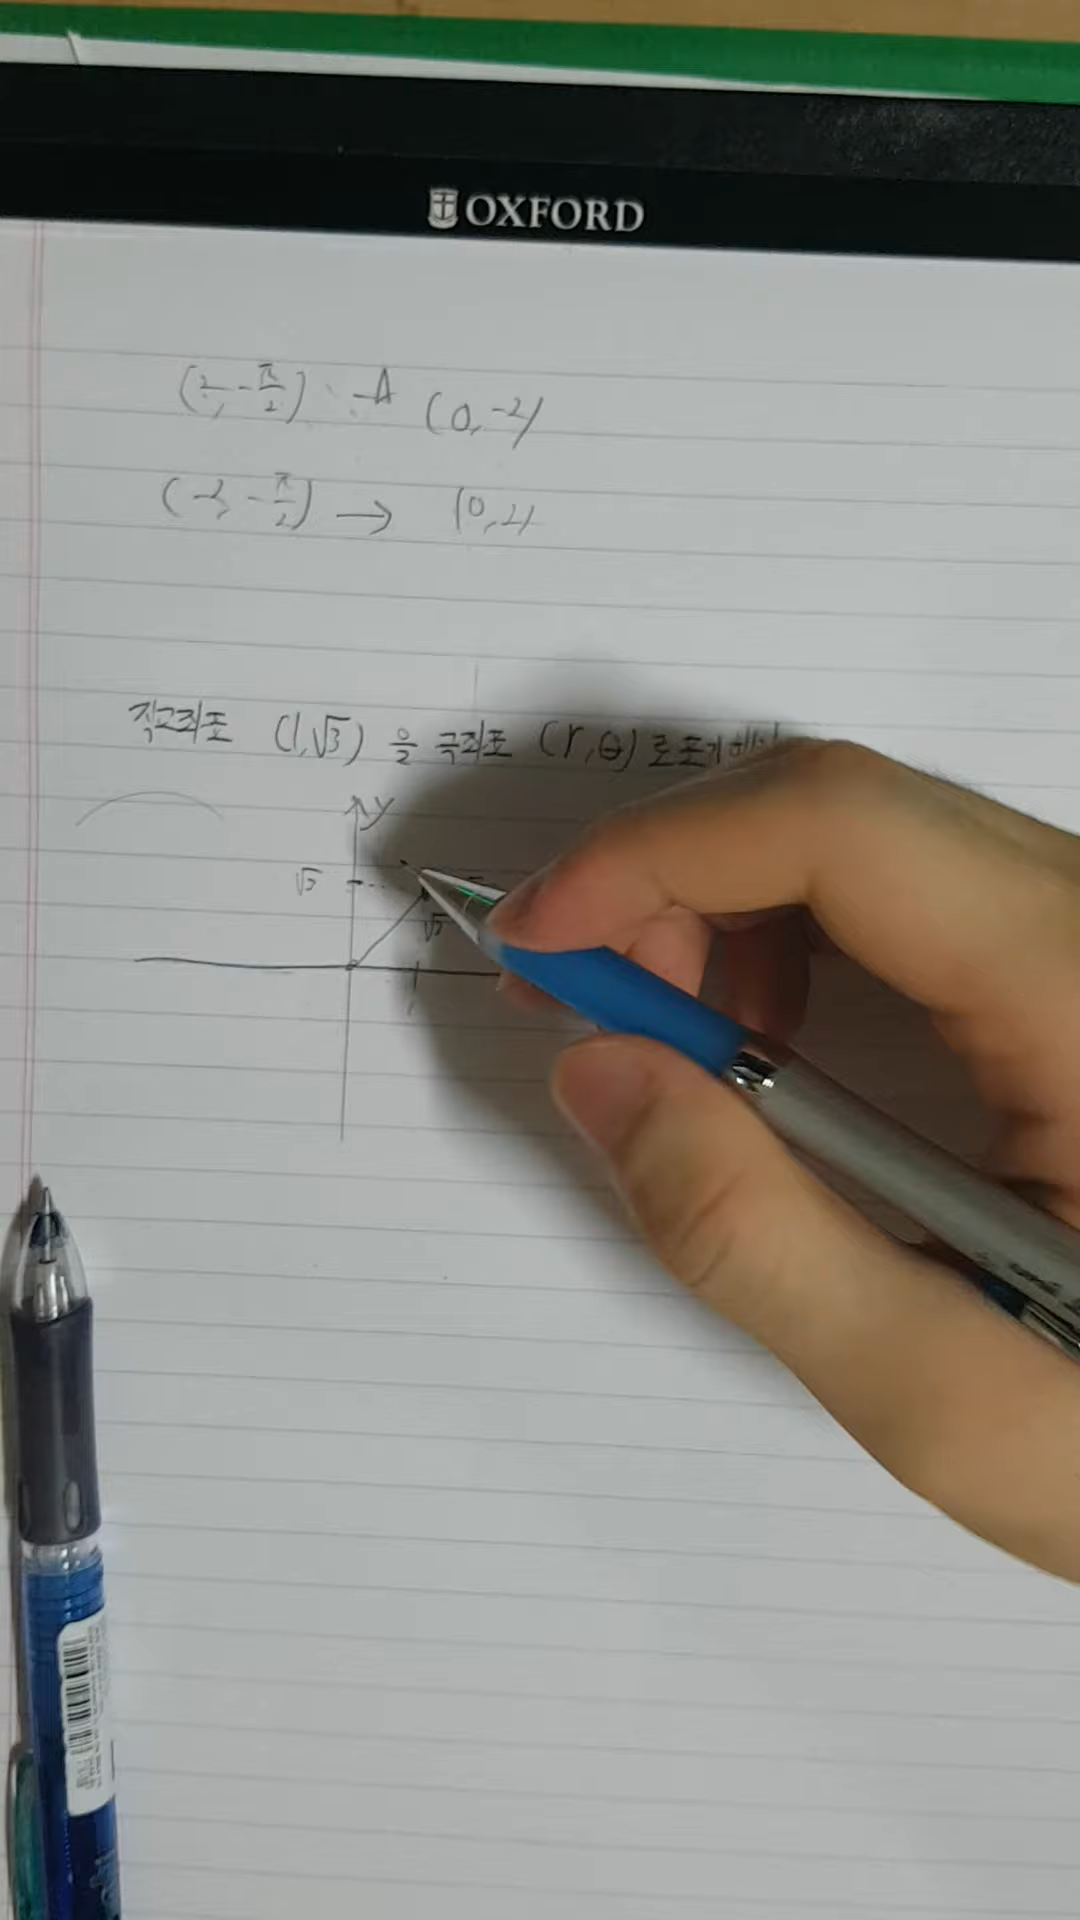 OXFORD
(2, -π/2) → (0, -2)
(-2, -π/2) → (0, 2)
직교좌표 (1, √3) 을 극좌표 (r, θ) 로
y
√3
√3
1